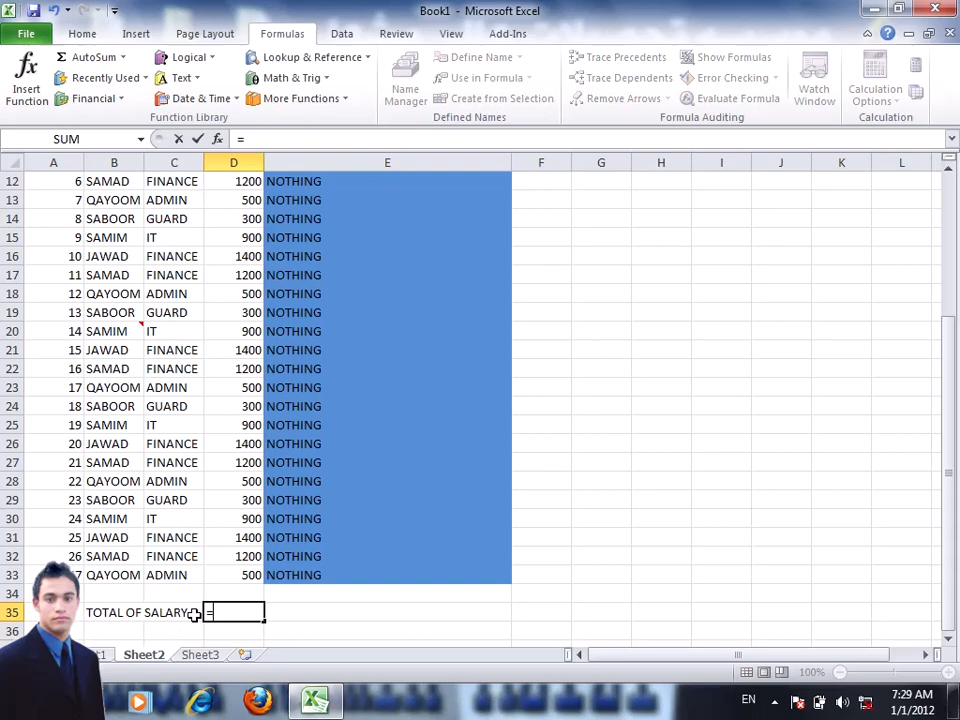 Book1 - Microsoft Excel
File Home Insert Page Layout Formulas Data Review View Add-Ins
fx Insert Function
Σ AutoSum
Recently Used
Financial
Logical
Text
Date & Time
Lookup & Reference
Math & Trig
More Functions
Function Library
Name Manager
Define Name
Use in Formula
Create from Selection
Defined Names
Trace Precedents
Trace Dependents
Remove Arrows
Show Formulas
Error Checking
Evaluate Formula
Formula Auditing
Watch Window
Calculation Options
Calculation
SUM fx =
A B C D E F G H I J K L
12 6 SAMAD FINANCE 1200 NOTHING
13 7 QAYOOM ADMIN 500 NOTHING
14 8 SABOOR GUARD 300 NOTHING
15 9 SAMIM IT 900 NOTHING
16 10 JAWAD FINANCE 1400 NOTHING
17 11 SAMAD FINANCE 1200 NOTHING
18 12 QAYOOM ADMIN 500 NOTHING
19 13 SABOOR GUARD 300 NOTHING
20 14 SAMIM IT 900 NOTHING
21 15 JAWAD FINANCE 1400 NOTHING
22 16 SAMAD FINANCE 1200 NOTHING
23 17 QAYOOM ADMIN 500 NOTHING
24 18 SABOOR GUARD 300 NOTHING
25 19 SAMIM IT 900 NOTHING
26 20 JAWAD FINANCE 1400 NOTHING
27 21 SAMAD FINANCE 1200 NOTHING
28 22 QAYOOM ADMIN 500 NOTHING
29 23 SABOOR GUARD 300 NOTHING
30 24 SAMIM IT 900 NOTHING
31 25 JAWAD FINANCE 1400 NOTHING
32 26 SAMAD FINANCE 1200 NOTHING
33 7 QAYOOM ADMIN 500 NOTHING
34
35 TOTAL OF SALARY =
36
Sheet2 Sheet3
100%
EN
7:29 AM
1/1/2012